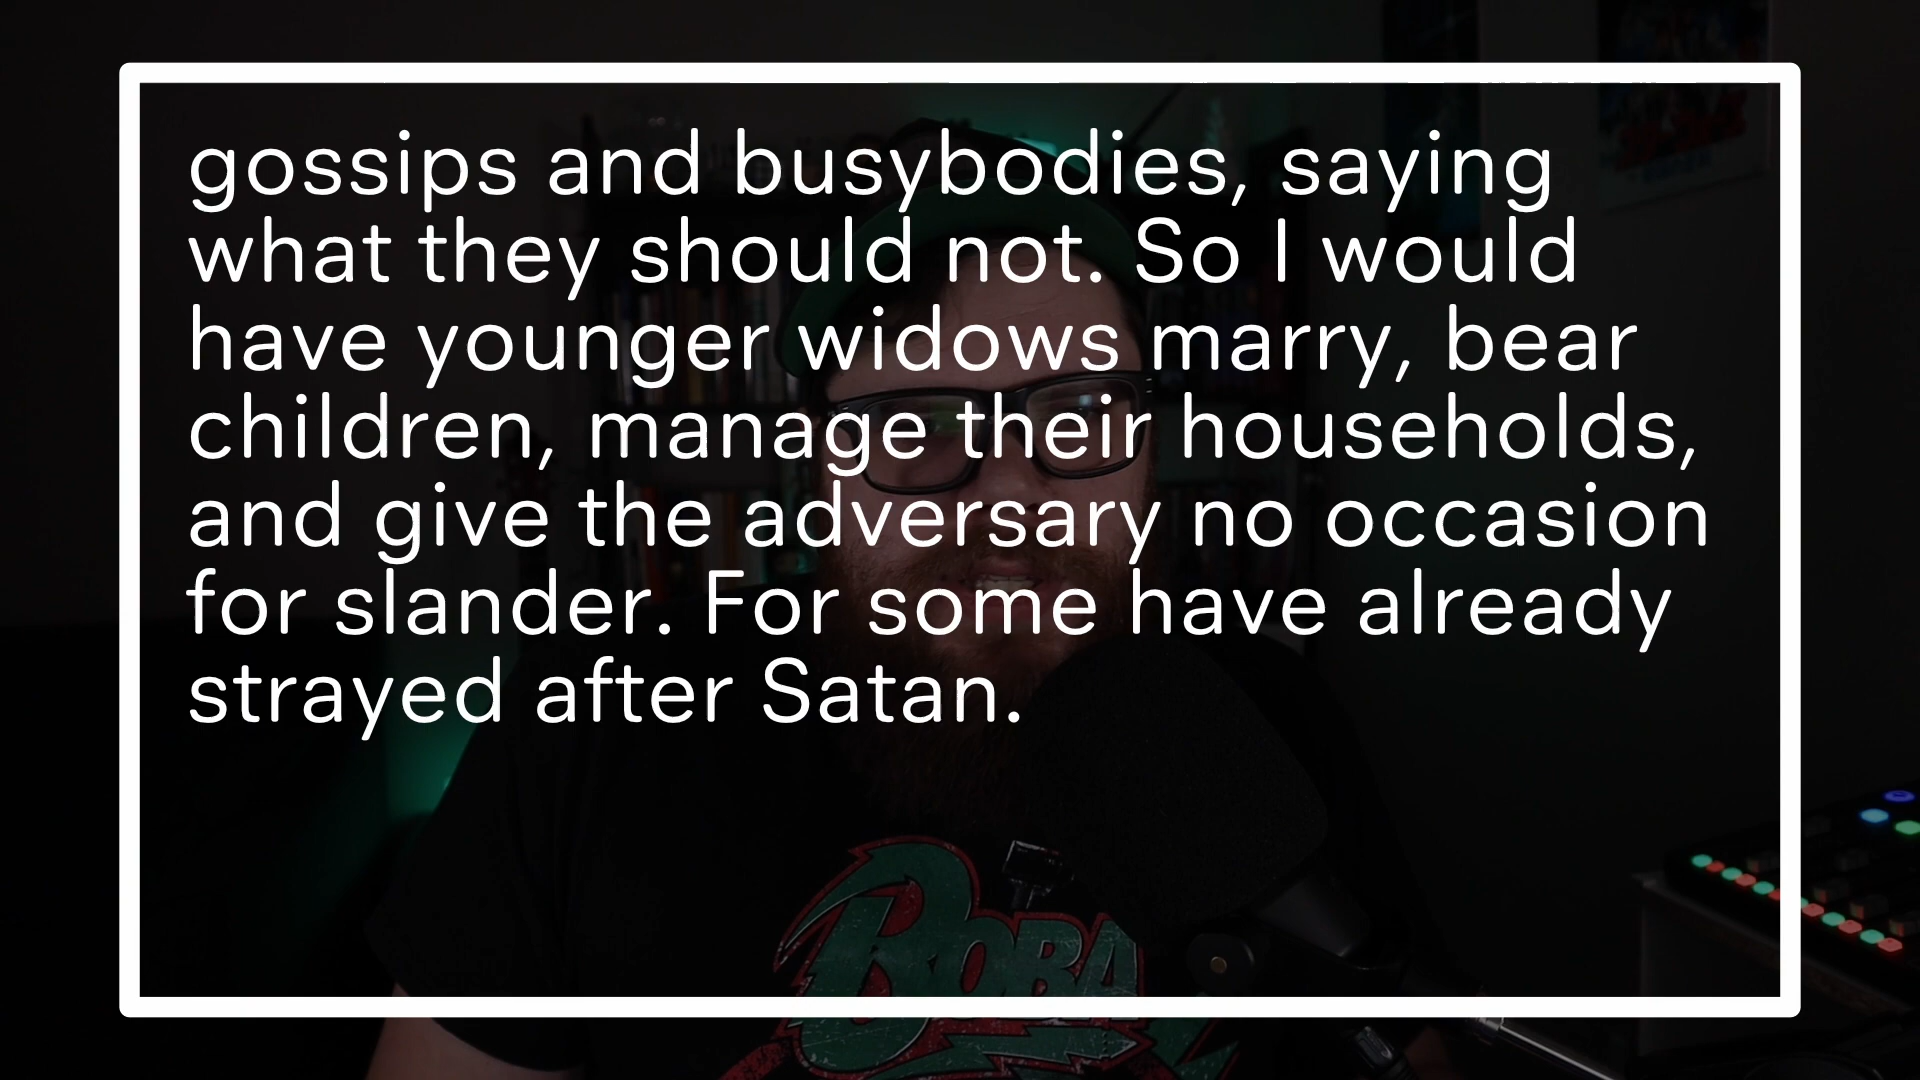 gossips and busybodies, saying
what they should not. So I would
have younger widows marry, bear
children, manage their households,
and give the adversary no occasion
for slander. For some have already
strayed after Satan.
BOBA